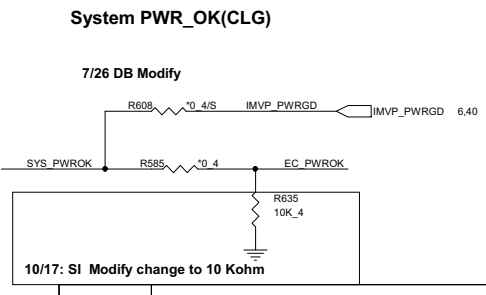 System PWR_OK(CLG)
7/26 DB Modify
R608 *0_4/S IMVP_PWRGD IMVP_PWRGD 6,40
SYS_PWROK R585 *0_4 EC_PWROK
R635
10K_4
10/17: SI Modify change to 10 Kohm